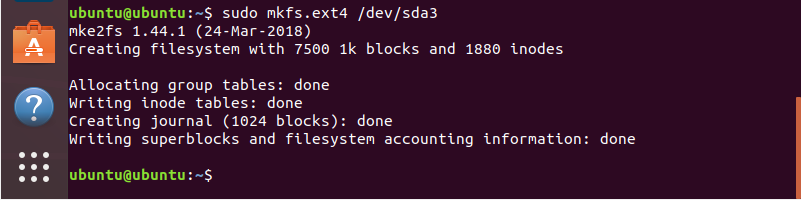 ubuntu@ubuntu:~$ sudo mkfs.ext4 /dev/sda3
mke2fs 1.44.1 (24-Mar-2018)
Creating filesystem with 7500 1k blocks and 1880 inodes

Allocating group tables: done
Writing inode tables: done
Creating journal (1024 blocks): done
Writing superblocks and filesystem accounting information: done

ubuntu@ubuntu:~$